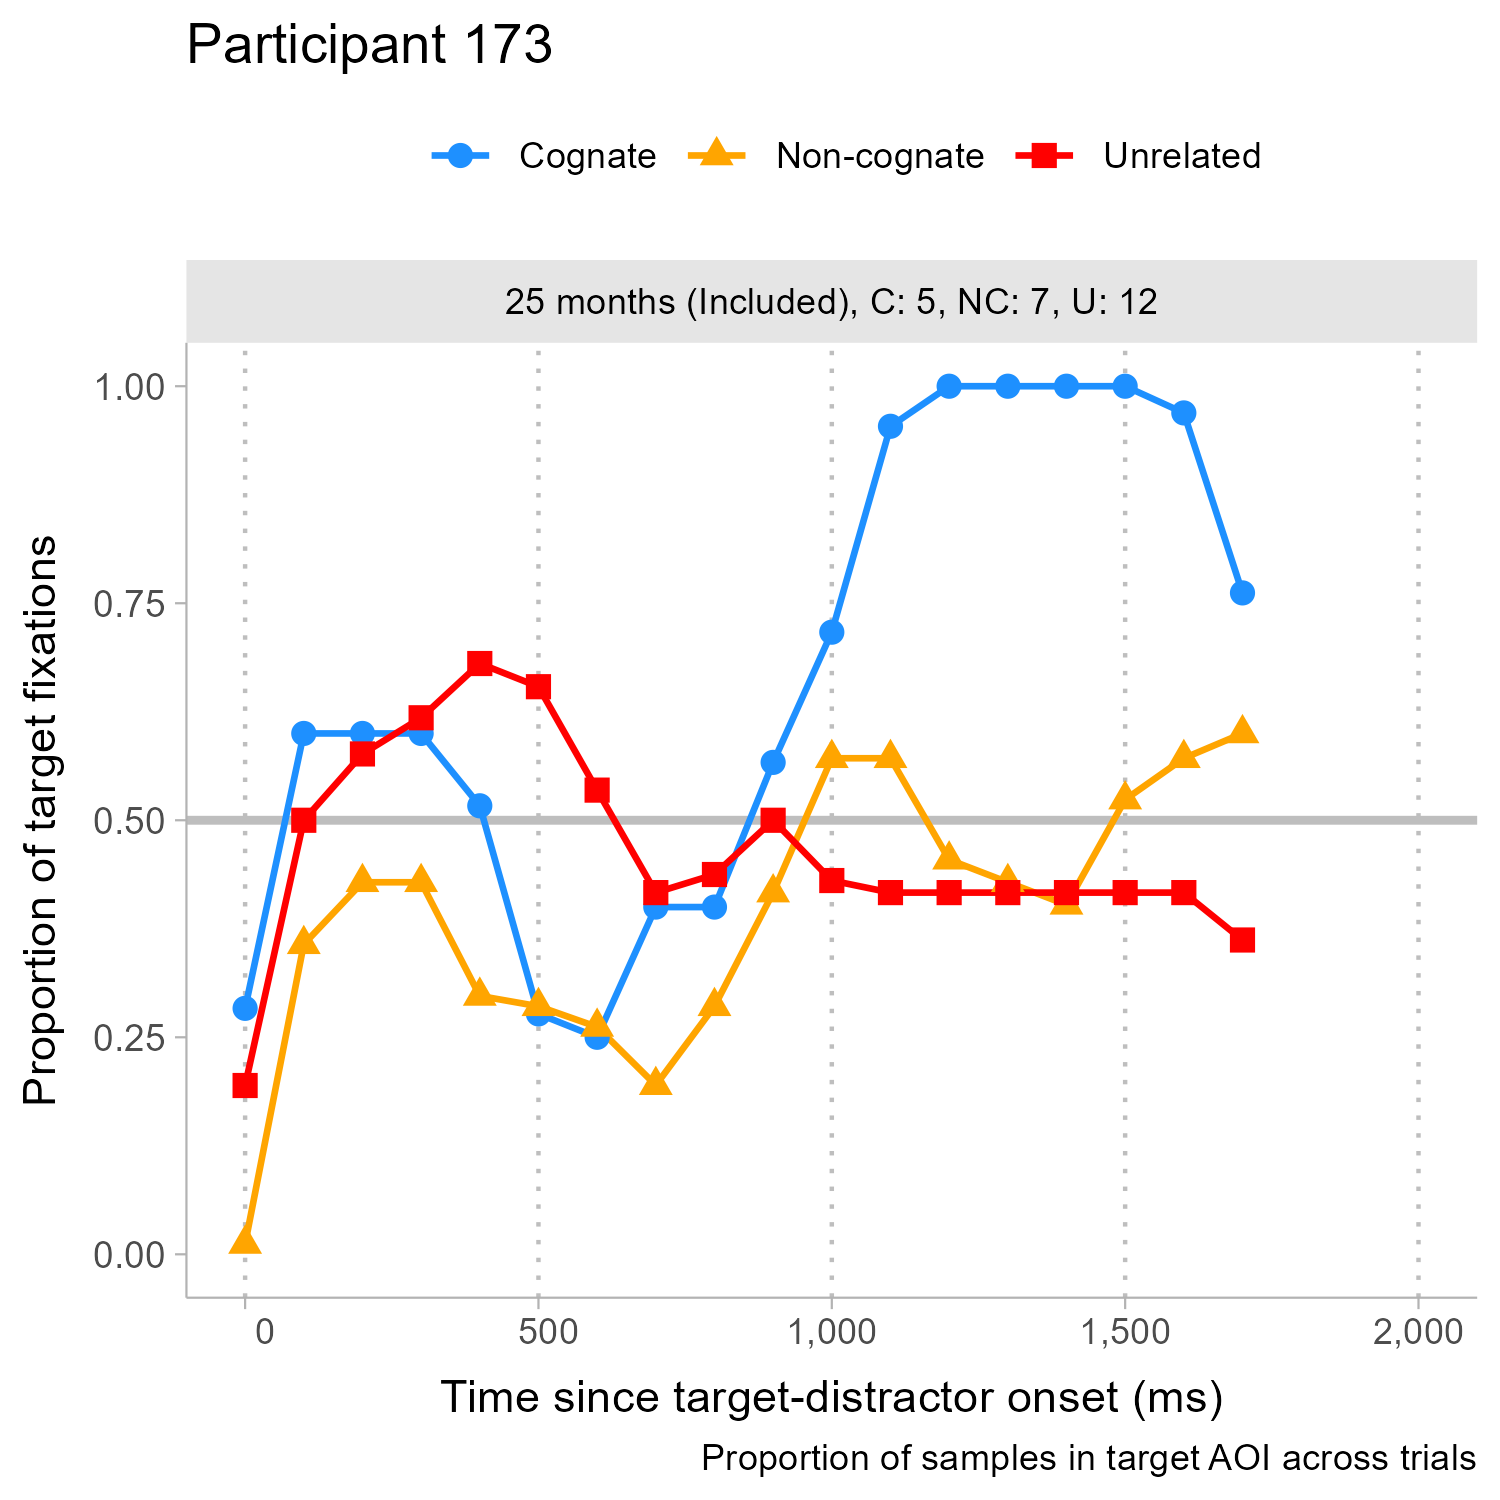 Participant 173
Cognate Non-cognate Unrelated
25 months (Included), C: 5, NC: 7, U: 12
1.00
0.75
0.50
0.25
0.00
Proportion of target fixations
0 500 1,000 1,500 2,000
Time since target-distractor onset (ms)
Proportion of samples in target AOI across trials